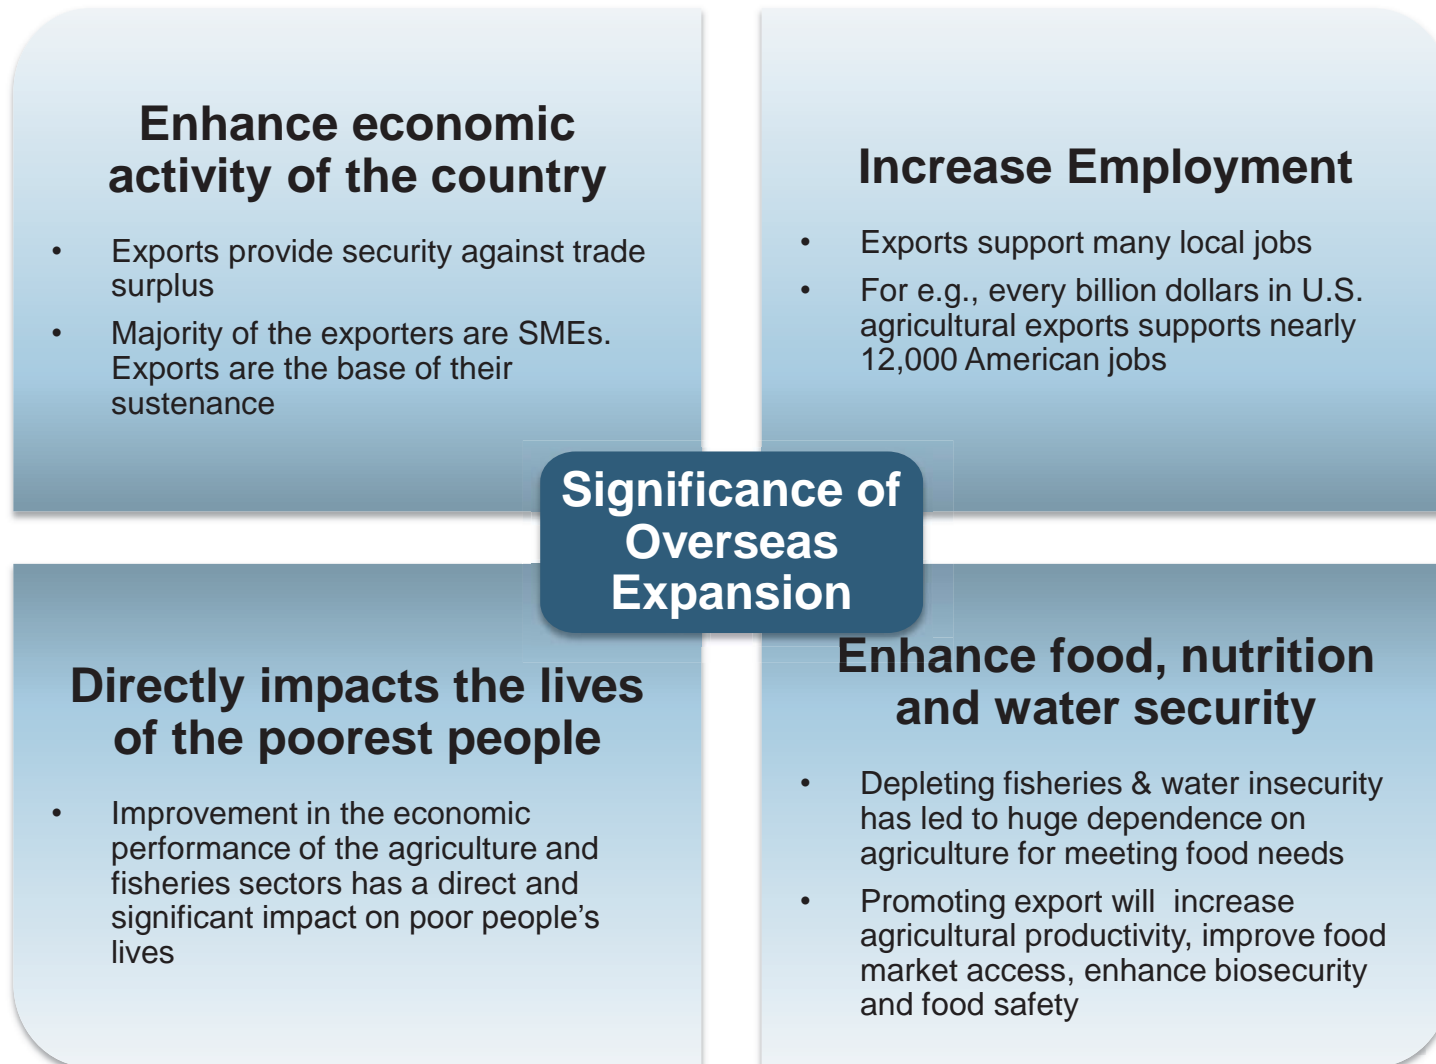 Enhance economic
activity of the country
• Exports provide security against trade
surplus
• Majority of the exporters are SMEs.
Exports are the base of their
sustenance
Increase Employment
• Exports support many local jobs
• For e.g., every billion dollars in U.S.
agricultural exports supports nearly
12,000 American jobs
Significance of
Overseas
Expansion
Directly impacts the lives
of the poorest people
• Improvement in the economic
performance of the agriculture and
fisheries sectors has a direct and
significant impact on poor people’s
lives
Enhance food, nutrition
and water security
• Depleting fisheries & water insecurity
has led to huge dependence on
agriculture for meeting food needs
• Promoting export will  increase
agricultural productivity, improve food
market access, enhance biosecurity
and food safety